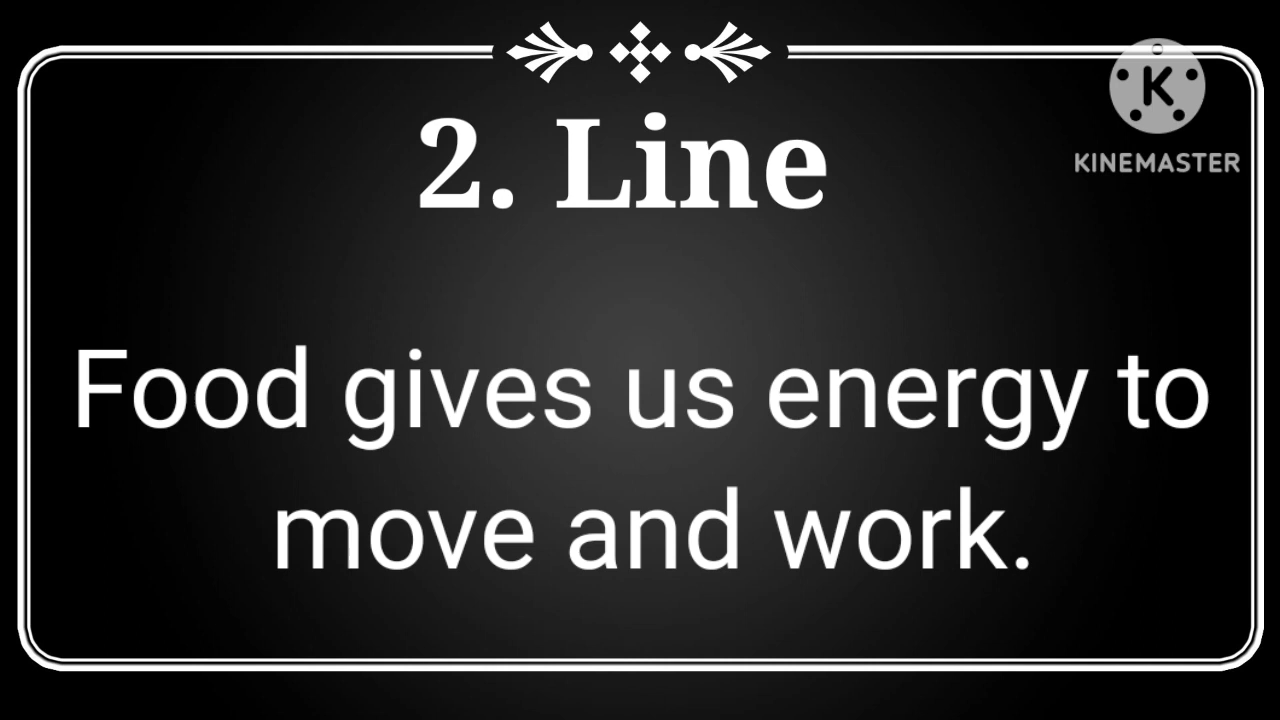 2. Line
K
KINEMASTER
Food gives us energy to
move and work.